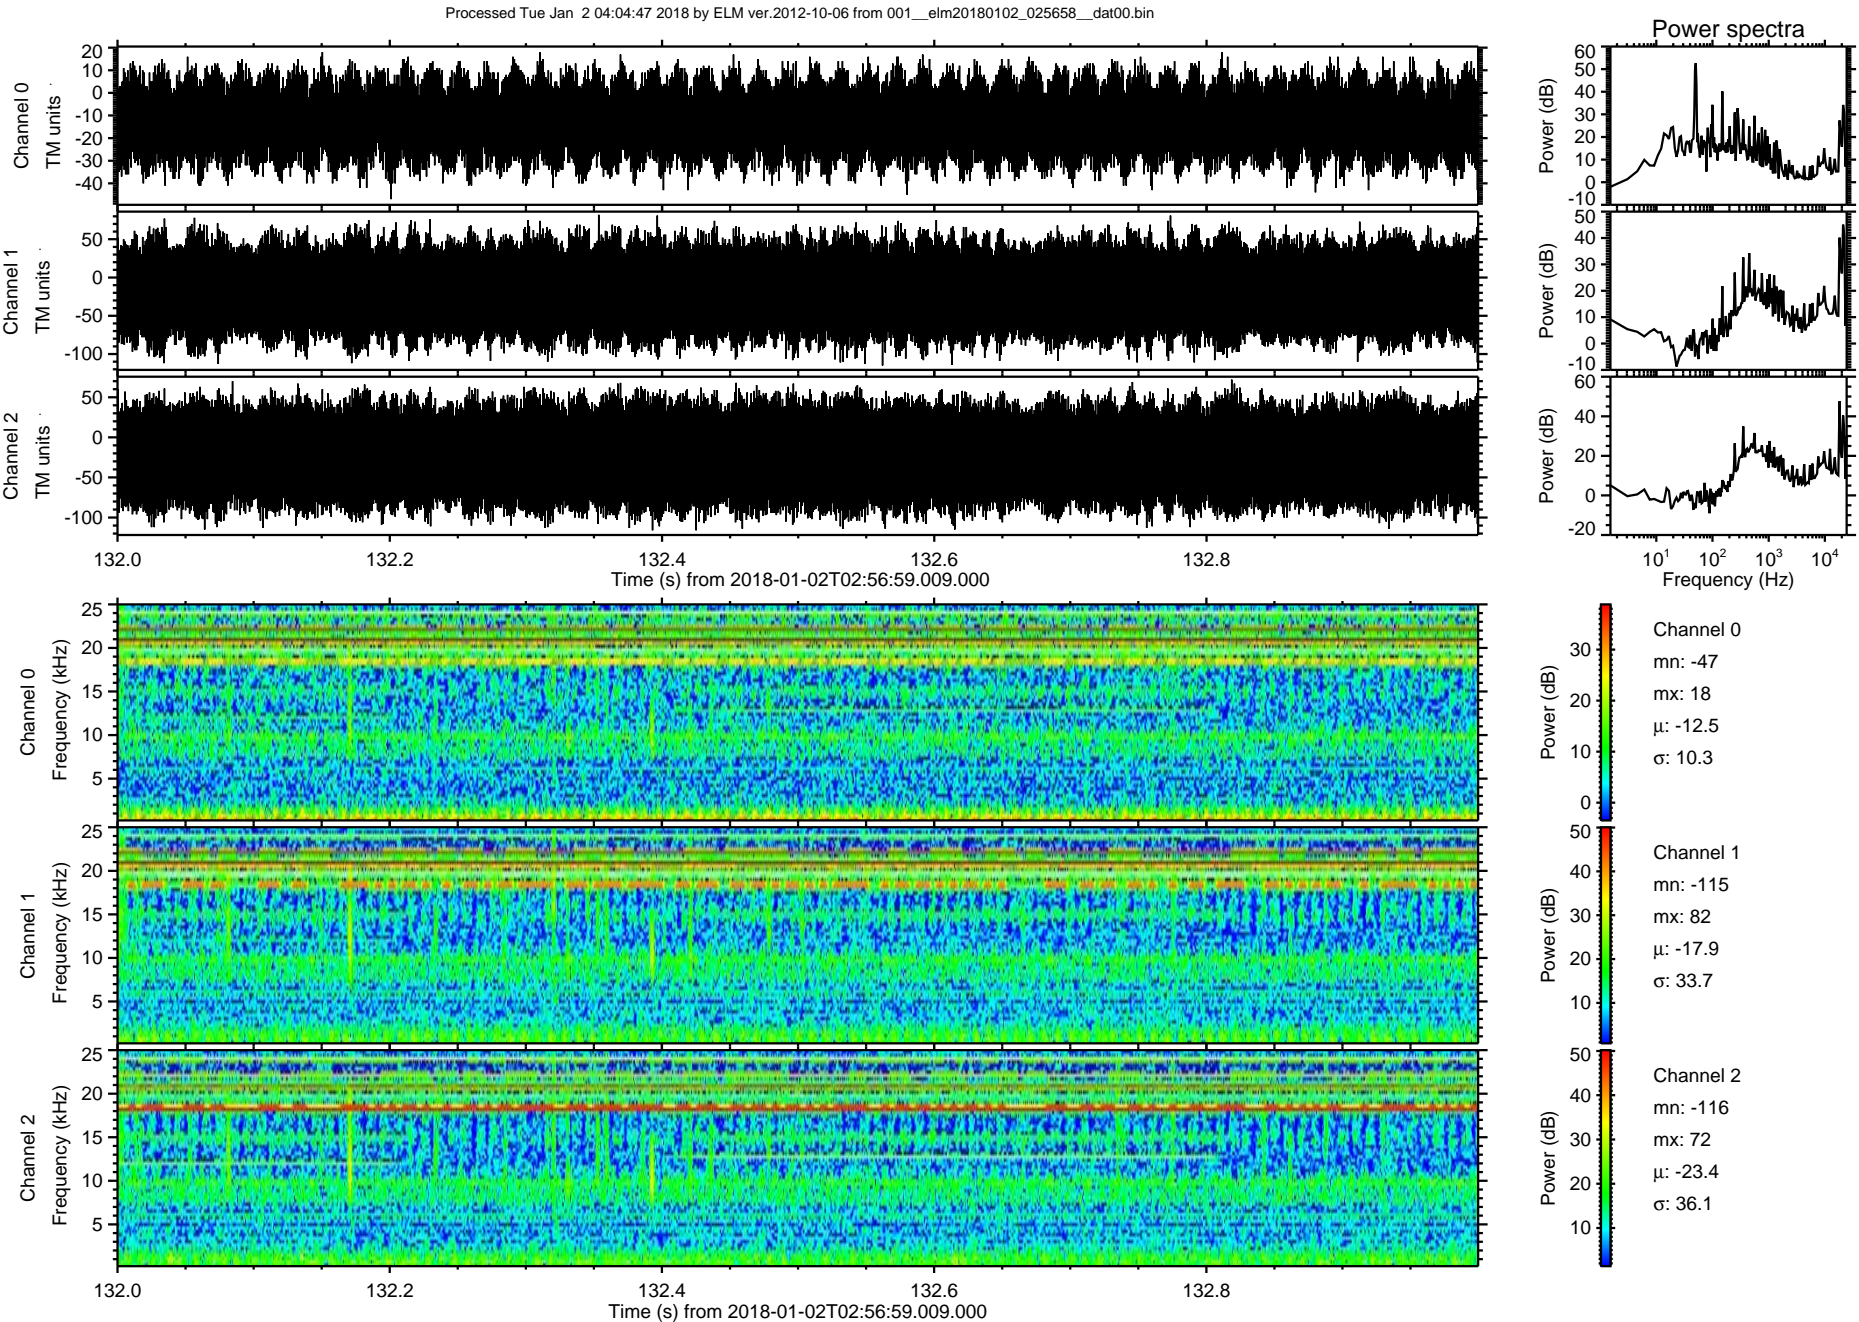 Processed Tue Jan  2 04:04:47 2018 by ELM ver.2012-10-06 from 001__elm20180102_025658__dat00.bin
Power spectra
Channel 0
TM units
20
10
0
-10
-20
-30
-40
Power (dB)
60
50
40
30
20
10
0
-10
Channel 1
TM units
50
0
-50
-100
Power (dB)
50
40
30
20
10
0
-10
Channel 2
TM units
50
0
-50
-100
Power (dB)
60
40
20
0
-20
132.0 132.2 132.4 132.6 132.8
Time (s) from 2018-01-02T02:56:59.009.000
10¹ 10² 10³ 10⁴
Frequency (Hz)
Channel 0
Frequency (kHz)
25
20
15
10
5
Power (dB)
30
20
10
0
Channel 0
mn: -47
mx: 18
μ: -12.5
σ: 10.3
Channel 1
Frequency (kHz)
25
20
15
10
5
Power (dB)
50
40
30
20
10
Channel 1
mn: -115
mx: 82
μ: -17.9
σ: 33.7
Channel 2
Frequency (kHz)
25
20
15
10
5
Power (dB)
50
40
30
20
10
Channel 2
mn: -116
mx: 72
μ: -23.4
σ: 36.1
132.0 132.2 132.4 132.6 132.8
Time (s) from 2018-01-02T02:56:59.009.000